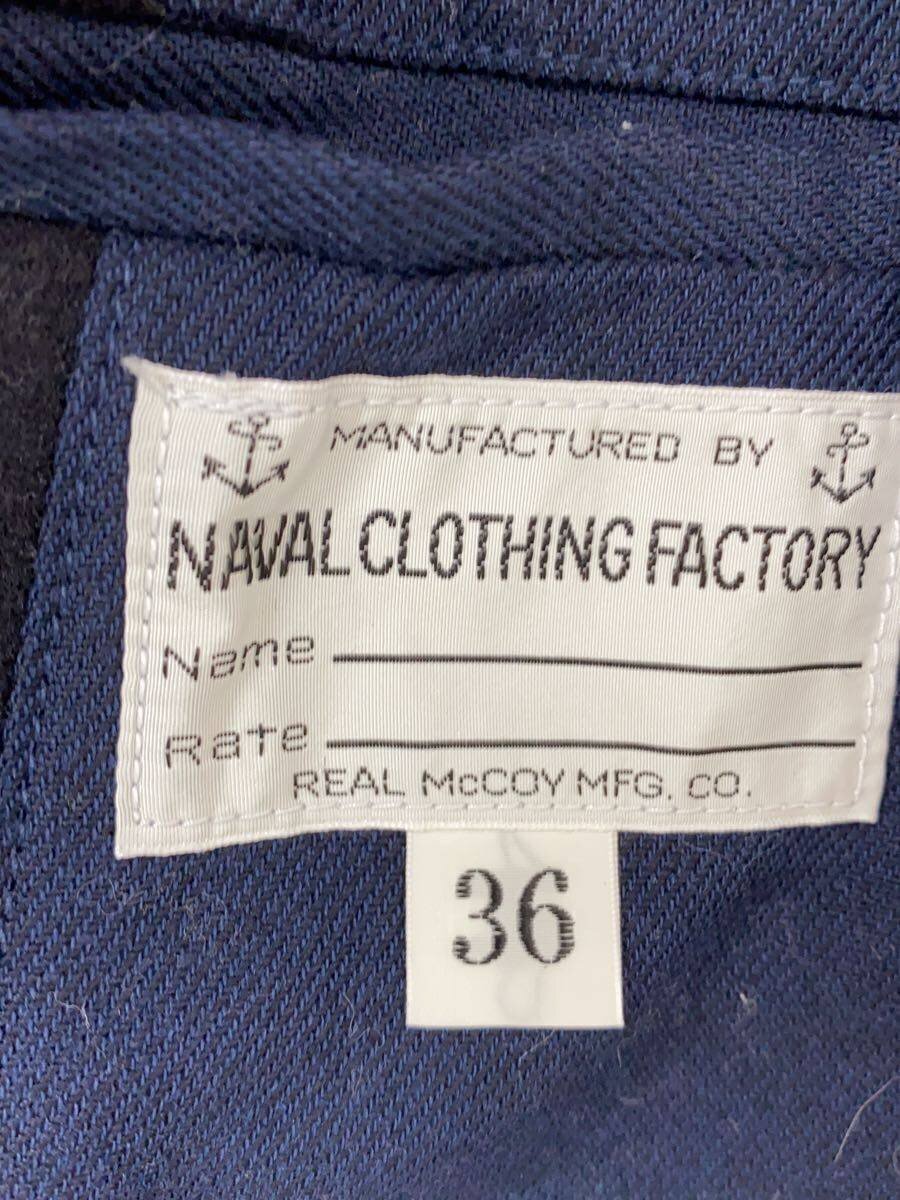 MANUFACTURED BY
NAVAL CLOTHING FACTORY
Name
Rate
REAL McCOY MFG. CO.
36